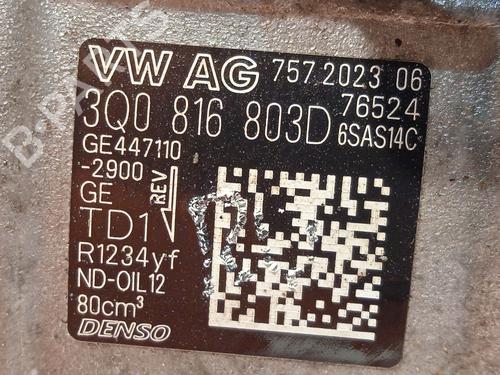 VW AG 757 2023 06
76524
3Q0 816 803D 6SAS14C
GE447110
-2900
GE REV
TD1
R1234yf
ND-OIL12
80cm³
DENSO
B-PARTS